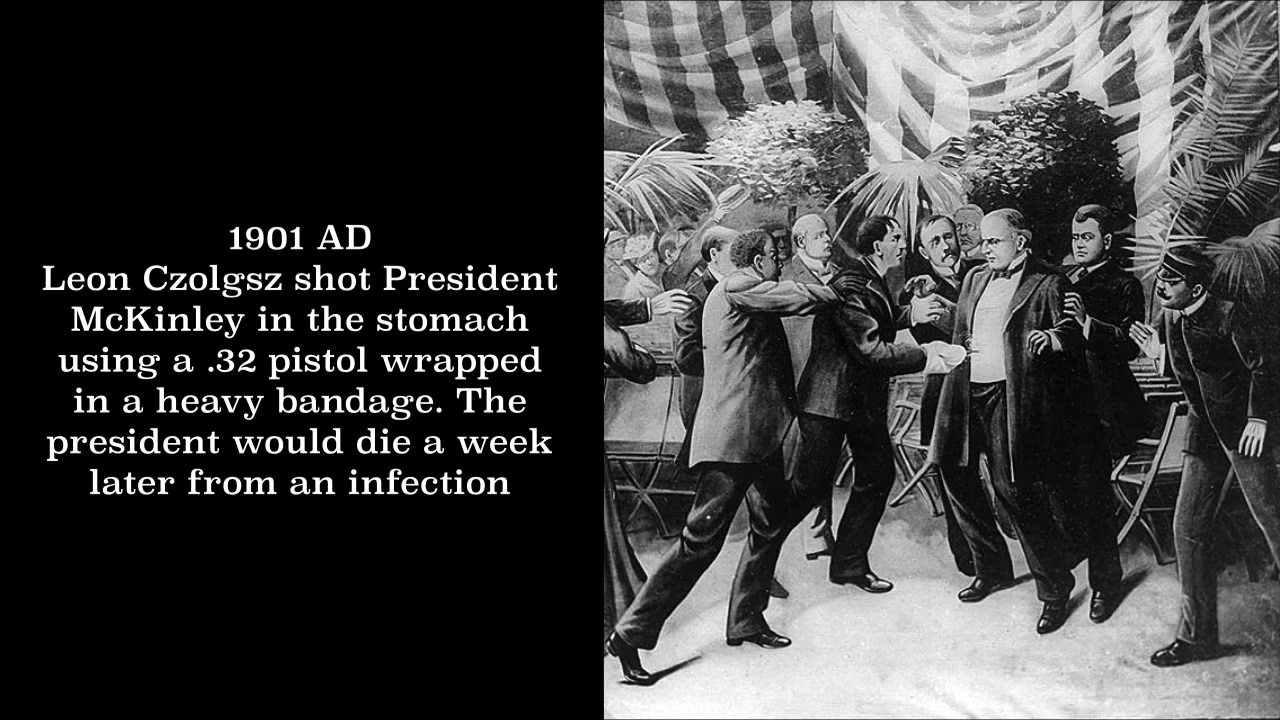 1901 AD
Leon Czolgsz shot President
McKinley in the stomach
using a .32 pistol wrapped
in a heavy bandage. The
president would die a week
later from an infection